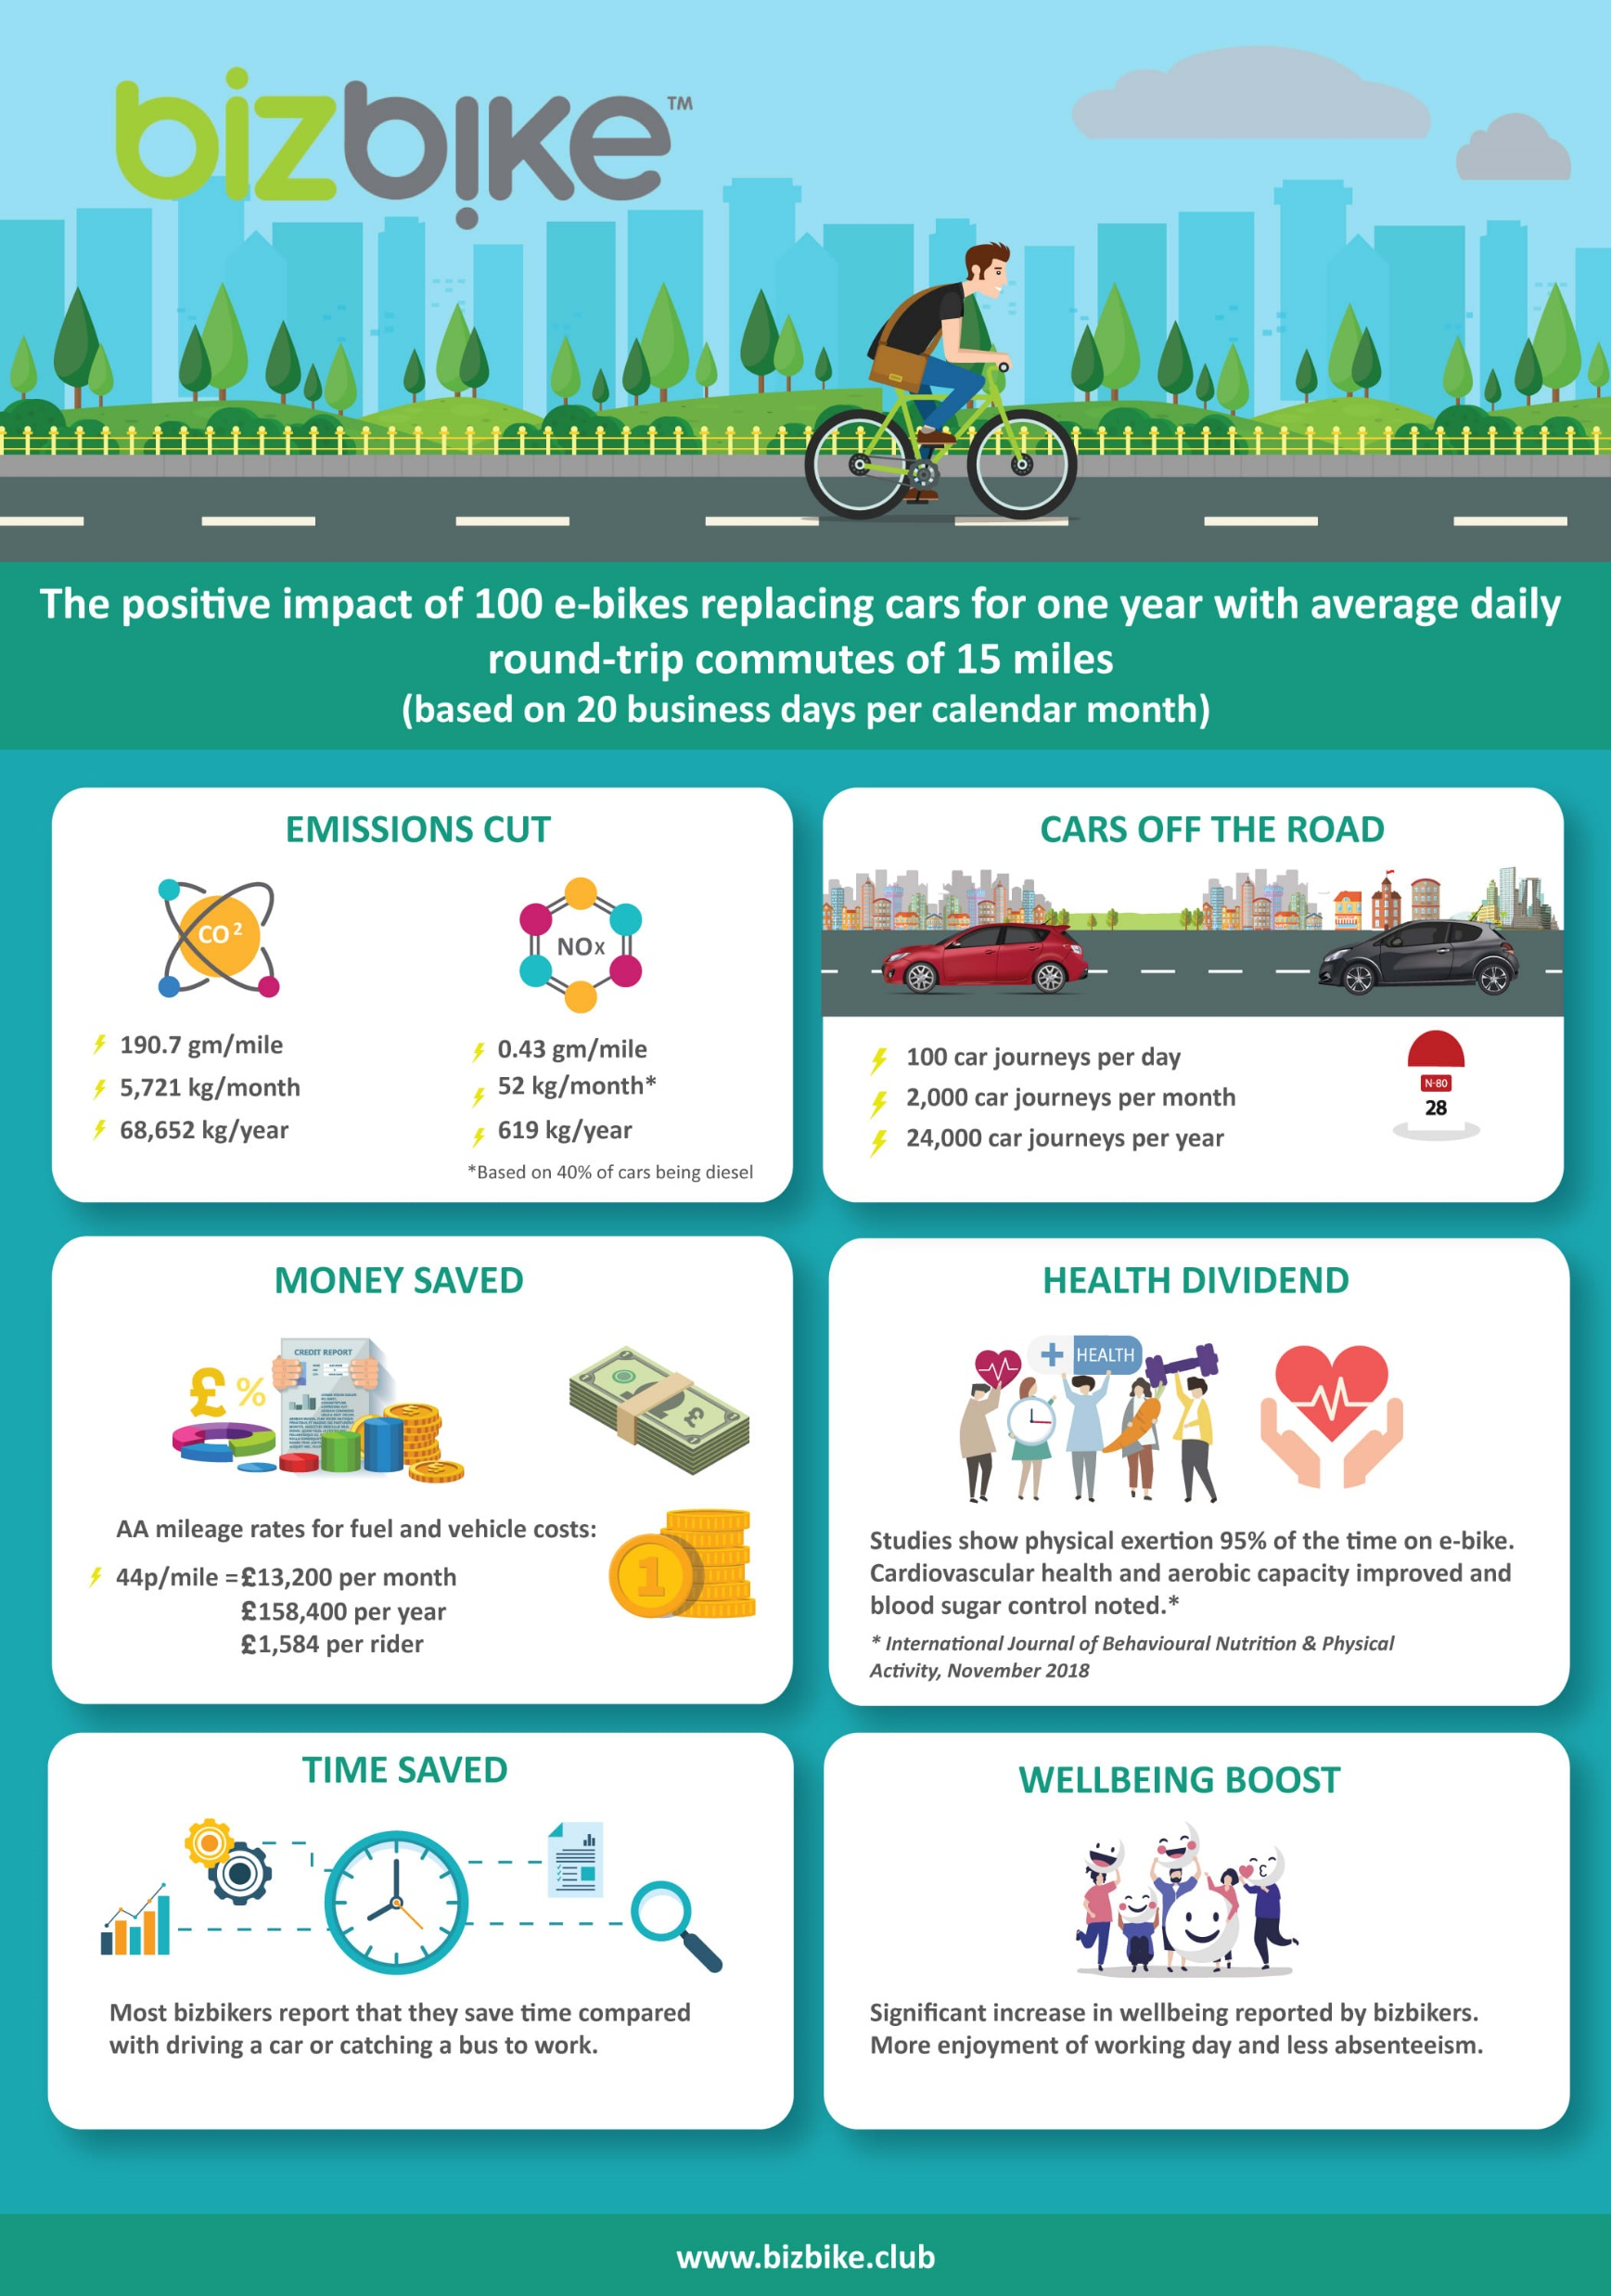 bizbike™
The positive impact of 100 e-bikes replacing cars for one year with average daily
round-trip commutes of 15 miles
(based on 20 business days per calendar month)
EMISSIONS CUT
CO²
NOx
190.7 gm/mile
5,721 kg/month
68,652 kg/year
0.43 gm/mile
52 kg/month*
619 kg/year
*Based on 40% of cars being diesel
CARS OFF THE ROAD
100 car journeys per day
2,000 car journeys per month
24,000 car journeys per year
N-80
28
MONEY SAVED
CREDIT REPORT
£ %
£
1
AA mileage rates for fuel and vehicle costs:
44p/mile =£13,200 per month
£158,400 per year
£1,584 per rider
HEALTH DIVIDEND
HEALTH
Studies show physical exertion 95% of the time on e-bike.
Cardiovascular health and aerobic capacity improved and
blood sugar control noted.*
* International Journal of Behavioural Nutrition & Physical
Activity, November 2018
TIME SAVED
Most bizbikers report that they save time compared
with driving a car or catching a bus to work.
WELLBEING BOOST
Significant increase in wellbeing reported by bizbikers.
More enjoyment of working day and less absenteeism.
www.bizbike.club